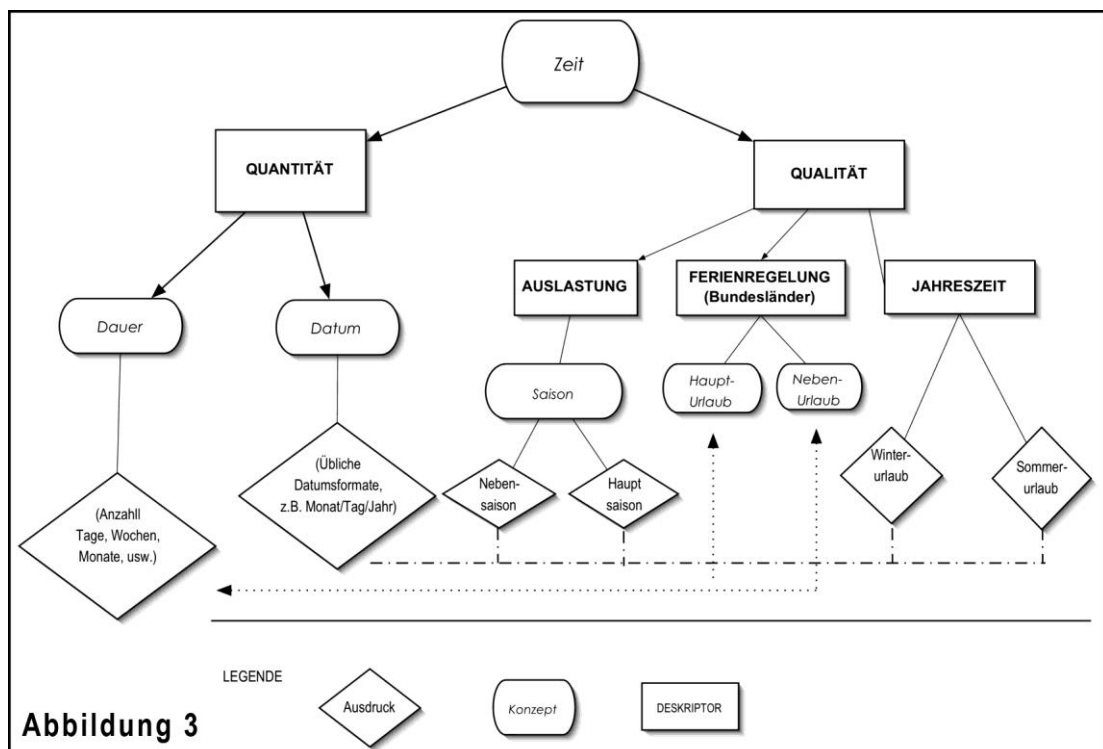 Zeit
QUANTITÄT
QUALITÄT
AUSLASTUNG
FERIENREGELUNG
(Bundesländer)
JAHRESZEIT
Dauer
Datum
Saison
Haupt-
Urlaub
Neben-
Urlaub
(Anzahll
Tage, Wochen,
Monate, usw.)
(Übliche
Datumsformate,
z.B. Monat/Tag/Jahr)
Neben-
saison
Haupt
saison
Winter-
urlaub
Sommer-
urlaub
LEGENDE
Ausdruck
Konzept
DESKRIPTOR
Abbildung 3